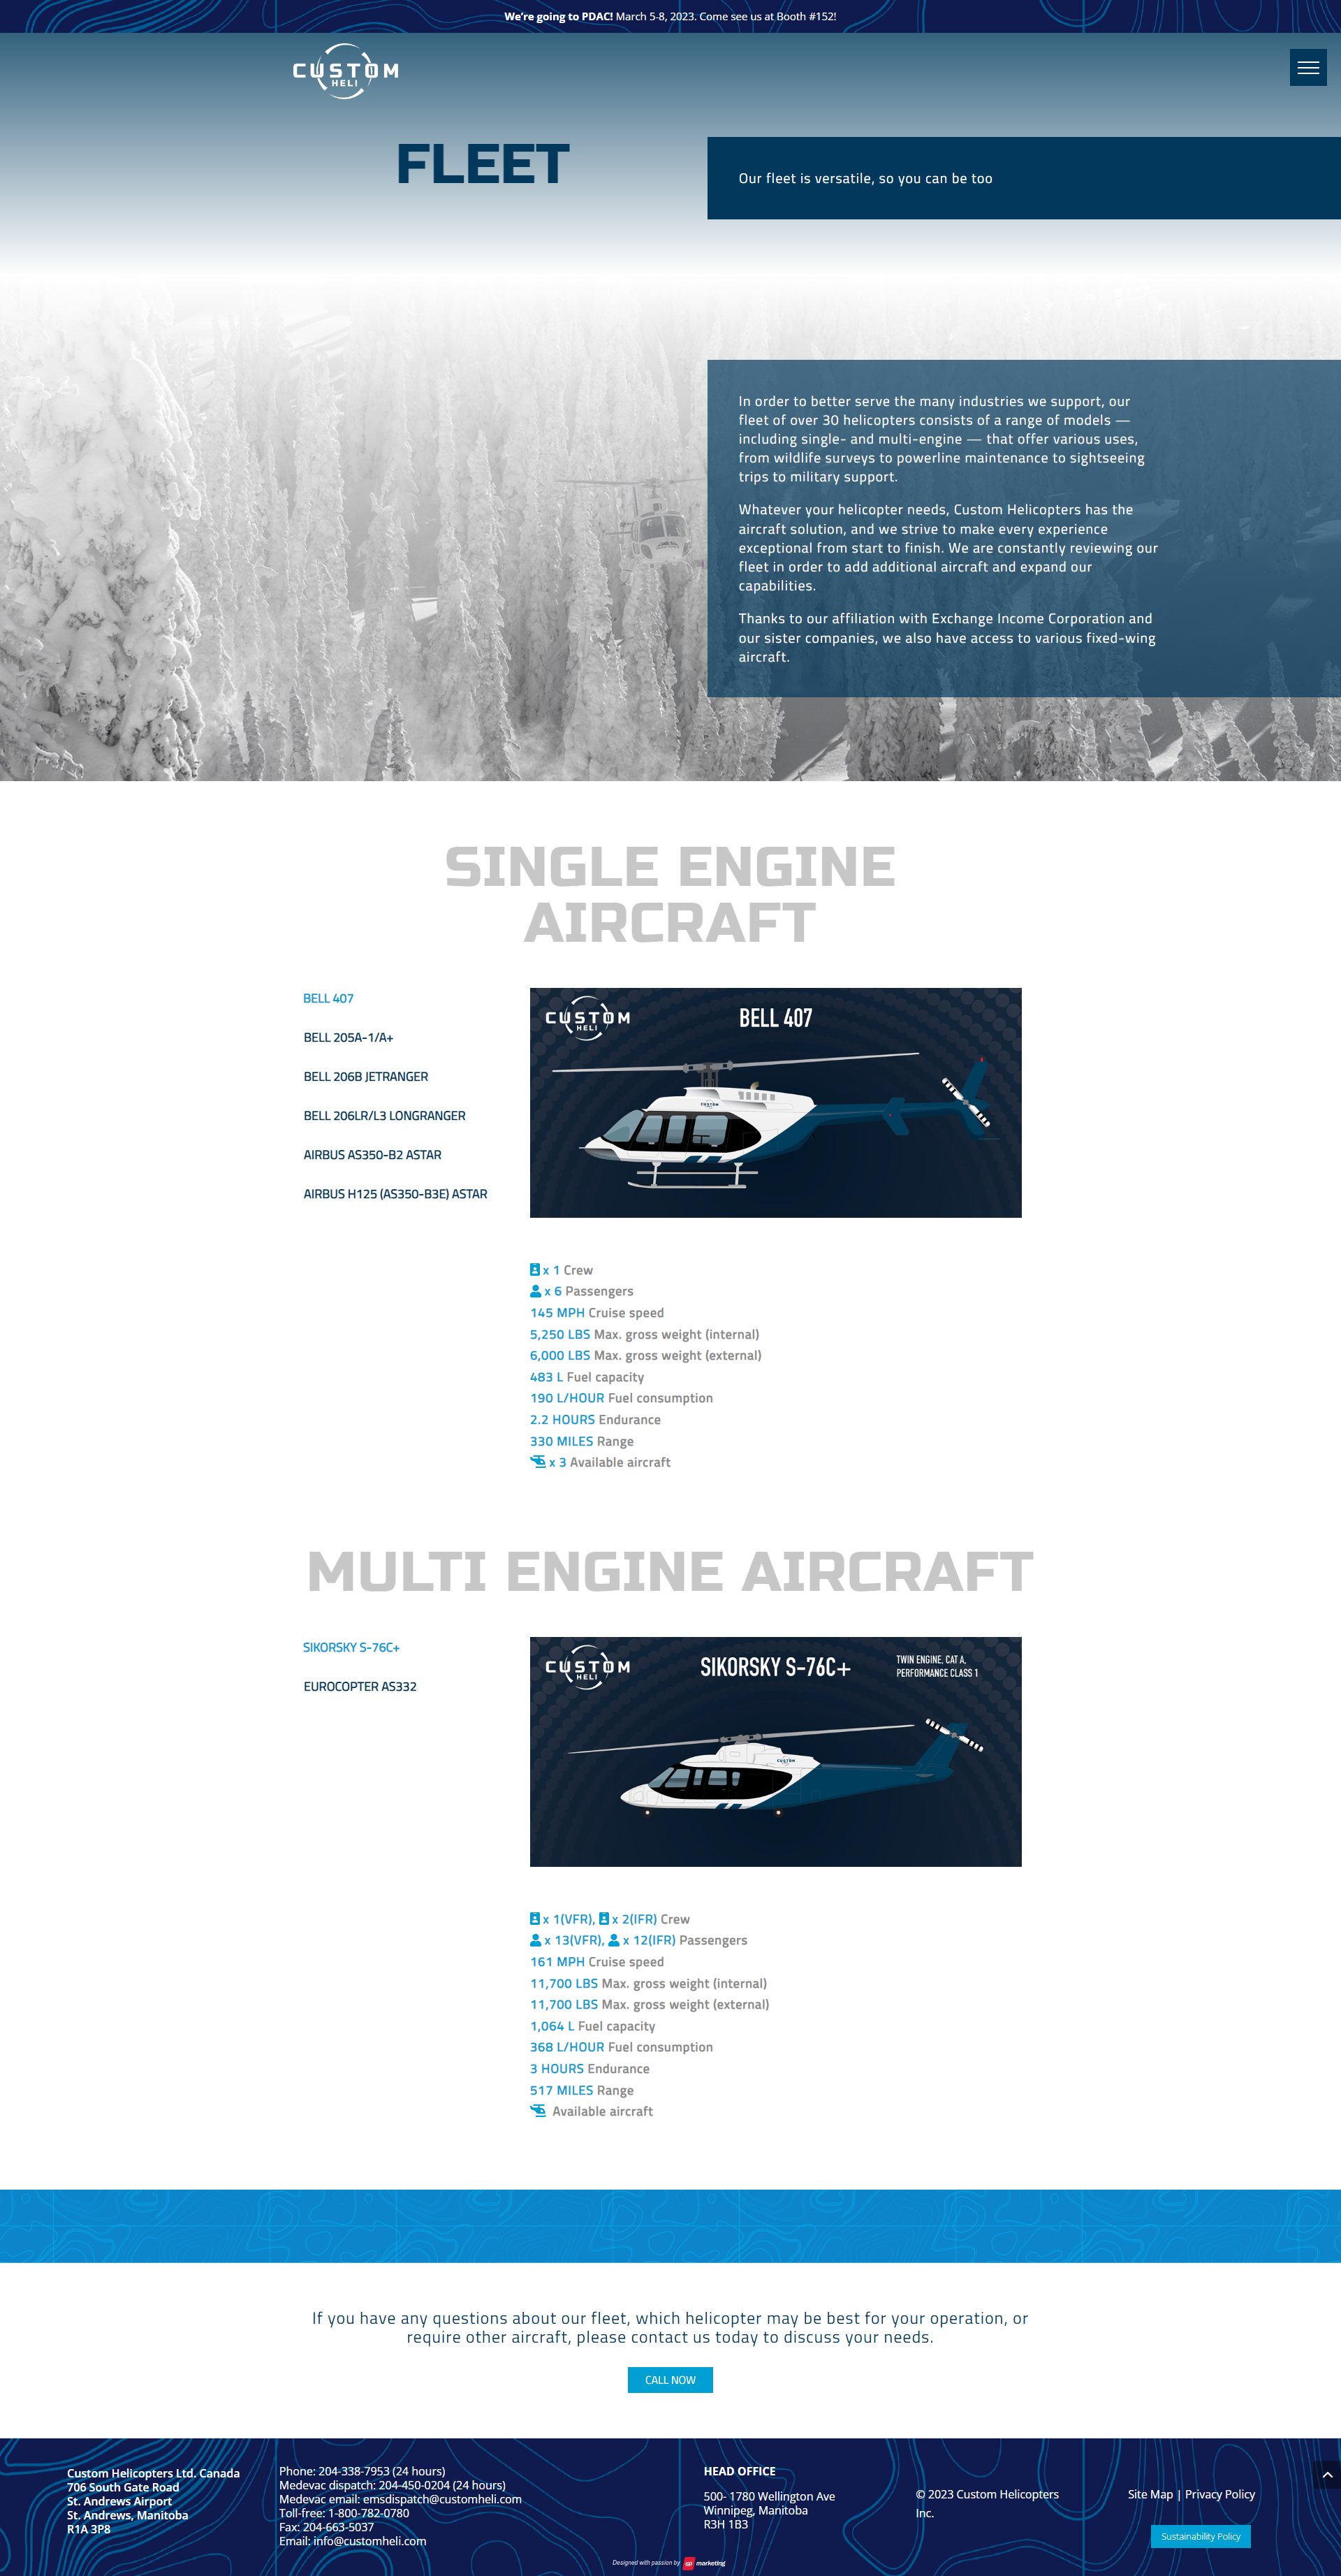 We're going to PDAC! March 5-8, 2023. Come see us at Booth #152!
CUSTOM
HELI
FLEET
Our fleet is versatile, so you can be too
In order to better serve the many industries we support, our
fleet of over 30 helicopters consists of a range of models —
including single- and multi-engine — that offer various uses,
from wildlife surveys to powerline maintenance to sightseeing
trips to military support.
Whatever your helicopter needs, Custom Helicopters has the
aircraft solution, and we strive to make every experience
exceptional from start to finish. We are constantly reviewing our
fleet in order to add additional aircraft and expand our
capabilities.
Thanks to our affiliation with Exchange Income Corporation and
our sister companies, we also have access to various fixed-wing
aircraft.
SINGLE ENGINE
AIRCRAFT
BELL 407
BELL 205A-1/A+
BELL 206B JETRANGER
BELL 206LR/L3 LONGRANGER
AIRBUS AS350-B2 ASTAR
AIRBUS H125 (AS350-B3E) ASTAR
CUSTOM
HELI
BELL 407
CUSTOM
x 1 Crew
x 6 Passengers
145 MPH Cruise speed
5,250 LBS Max. gross weight (internal)
6,000 LBS Max. gross weight (external)
483 L Fuel capacity
190 L/HOUR Fuel consumption
2.2 HOURS Endurance
330 MILES Range
x 3 Available aircraft
MULTI ENGINE AIRCRAFT
SIKORSKY S-76C+
EUROCOPTER AS332
CUSTOM
HELI
SIKORSKY S-76C+
TWIN ENGINE, CAT A,
PERFORMANCE CLASS 1
CUSTOM
x 1(VFR), x 2(IFR) Crew
x 13(VFR), x 12(IFR) Passengers
161 MPH Cruise speed
11,700 LBS Max. gross weight (internal)
11,700 LBS Max. gross weight (external)
1,064 L Fuel capacity
368 L/HOUR Fuel consumption
3 HOURS Endurance
517 MILES Range
Available aircraft
If you have any questions about our fleet, which helicopter may be best for your operation, or
require other aircraft, please contact us today to discuss your needs.
CALL NOW
Custom Helicopters Ltd. Canada
706 South Gate Road
St. Andrews Airport
St. Andrews, Manitoba
R1A 3P8
Phone: 204-338-7953 (24 hours)
Medevac dispatch: 204-450-0204 (24 hours)
Medevac email: emsdispatch@customheli.com
Toll-free: 1-800-782-0780
Fax: 204-663-5037
Email: info@customheli.com
HEAD OFFICE
500- 1780 Wellington Ave
Winnipeg, Manitoba
R3H 1B3
© 2023 Custom Helicopters
Inc.
Site Map | Privacy Policy
Sustainability Policy
Designed with passion by 6p marketing